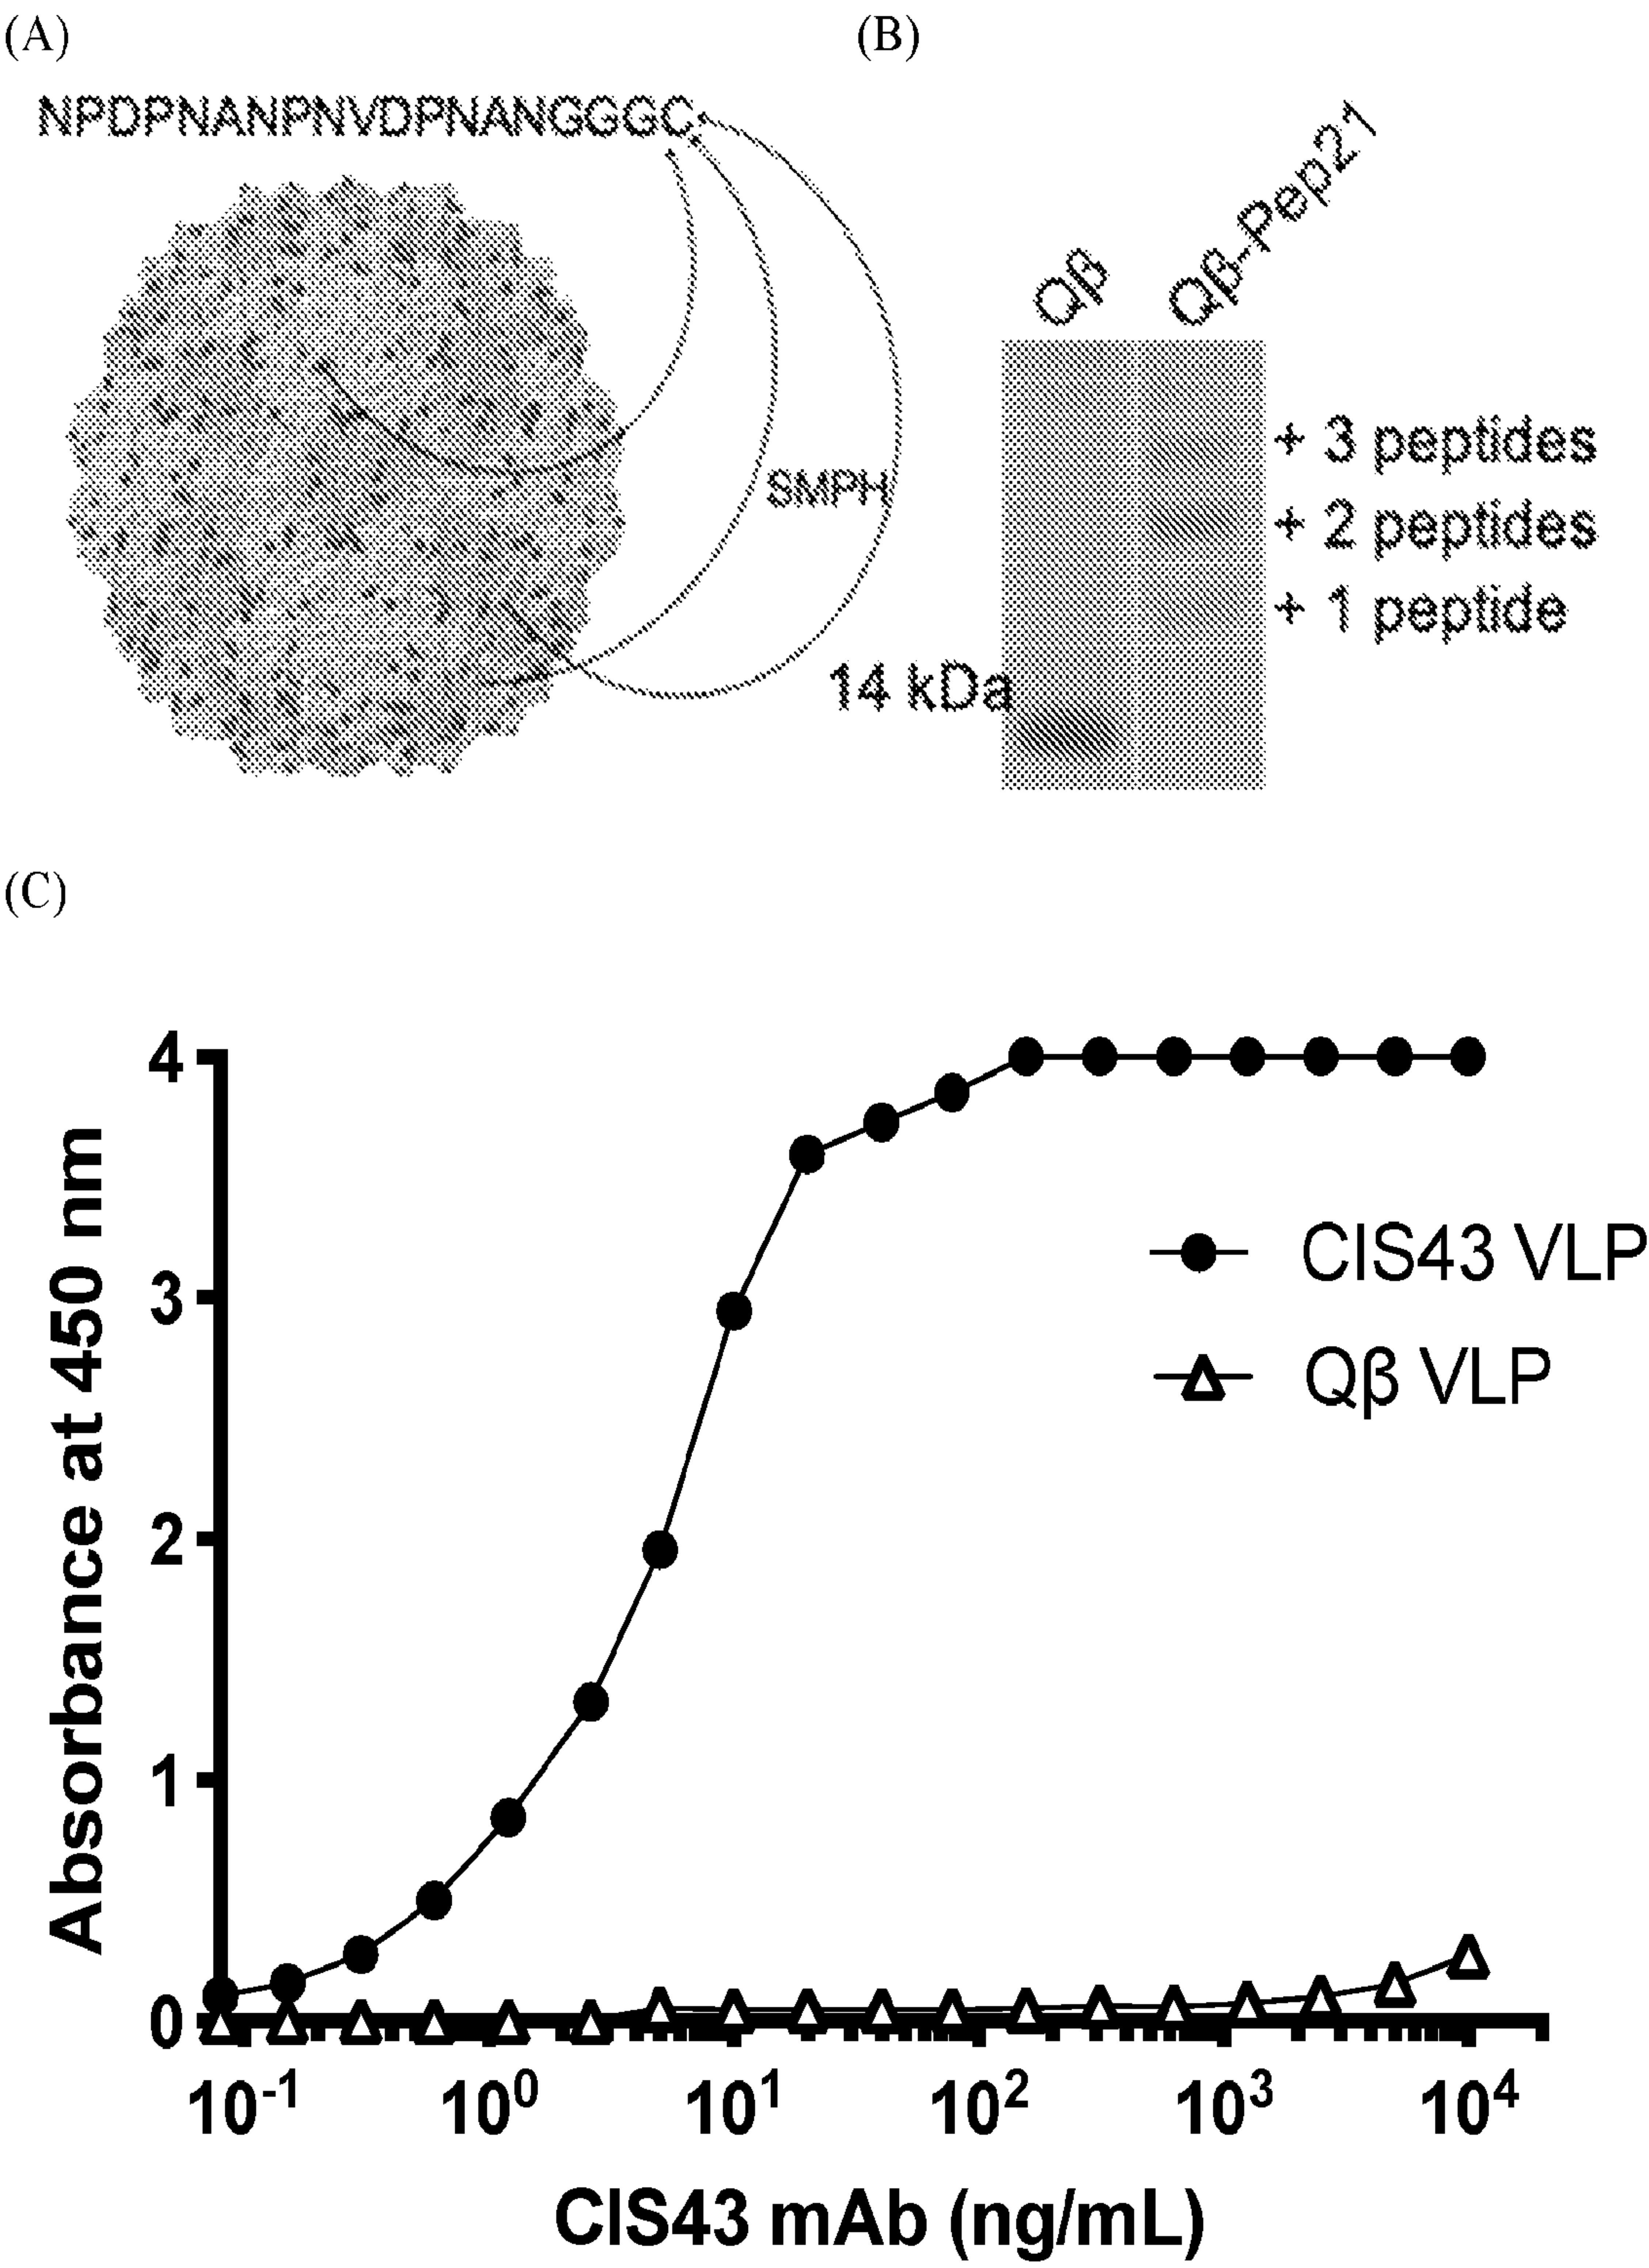 (A)
NPDPNANPNVDPNANGGGC
SMPH
(B)
Qβ
Qβ-Pep21
+ 3 peptides
+ 2 peptides
+ 1 peptide
14 kDa
(C)
Absorbance at 450 nm
4
3
2
1
0
CIS43 VLP
Qβ VLP
10⁻¹ 10⁰ 10¹ 10² 10³ 10⁴
CIS43 mAb (ng/mL)